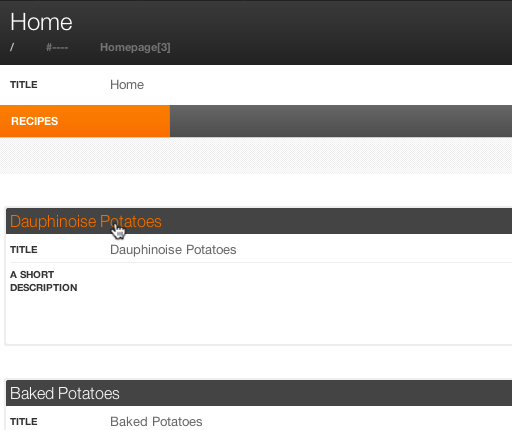 Home
/ #---- Homepage[3]
TITLE Home
RECIPES
Dauphinoise Potatoes
TITLE Dauphinoise Potatoes
A SHORT
DESCRIPTION
Baked Potatoes
TITLE Baked Potatoes